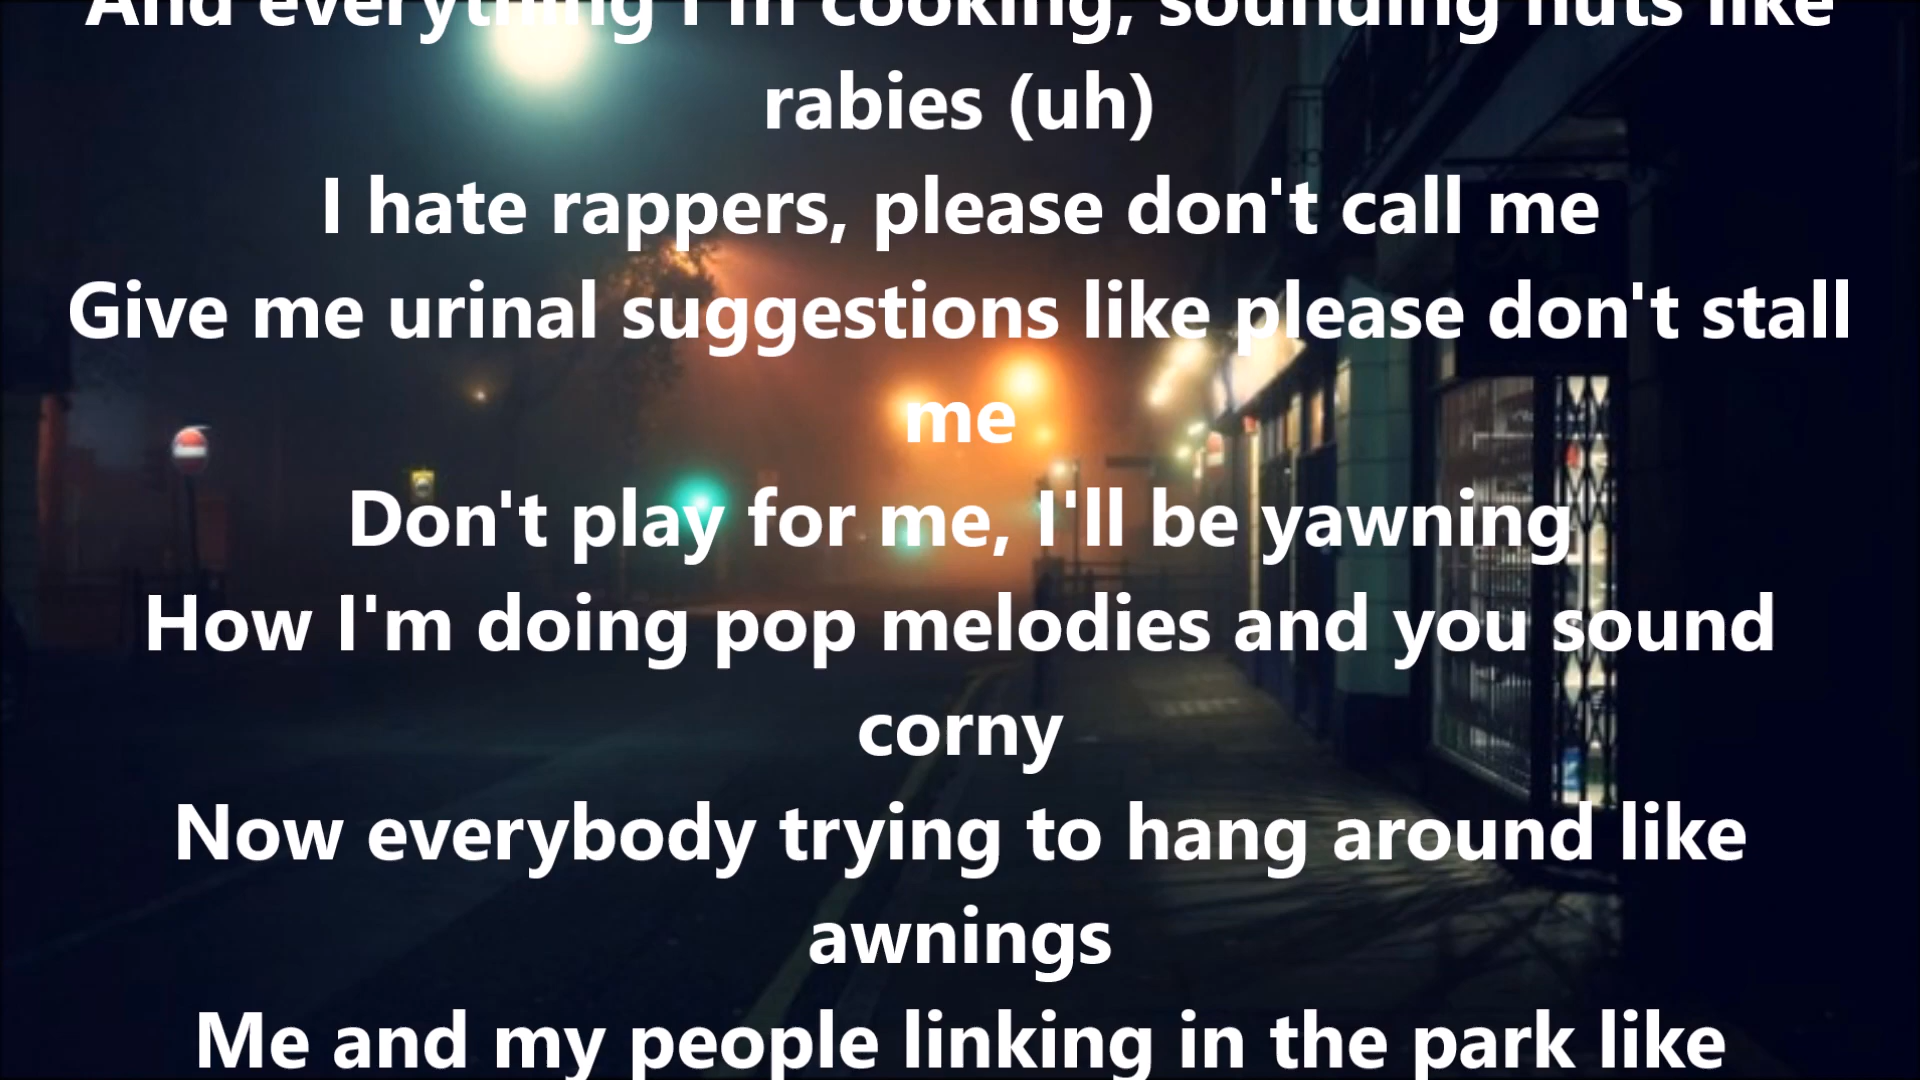 And everything I'm cooking, sounding nuts like
rabies (uh)
I hate rappers, please don't call me
Give me urinal suggestions like please don't stall
me
Don't play for me, I'll be yawning
How I'm doing pop melodies and you sound
corny
Now everybody trying to hang around like
awnings
Me and my people linking in the park like